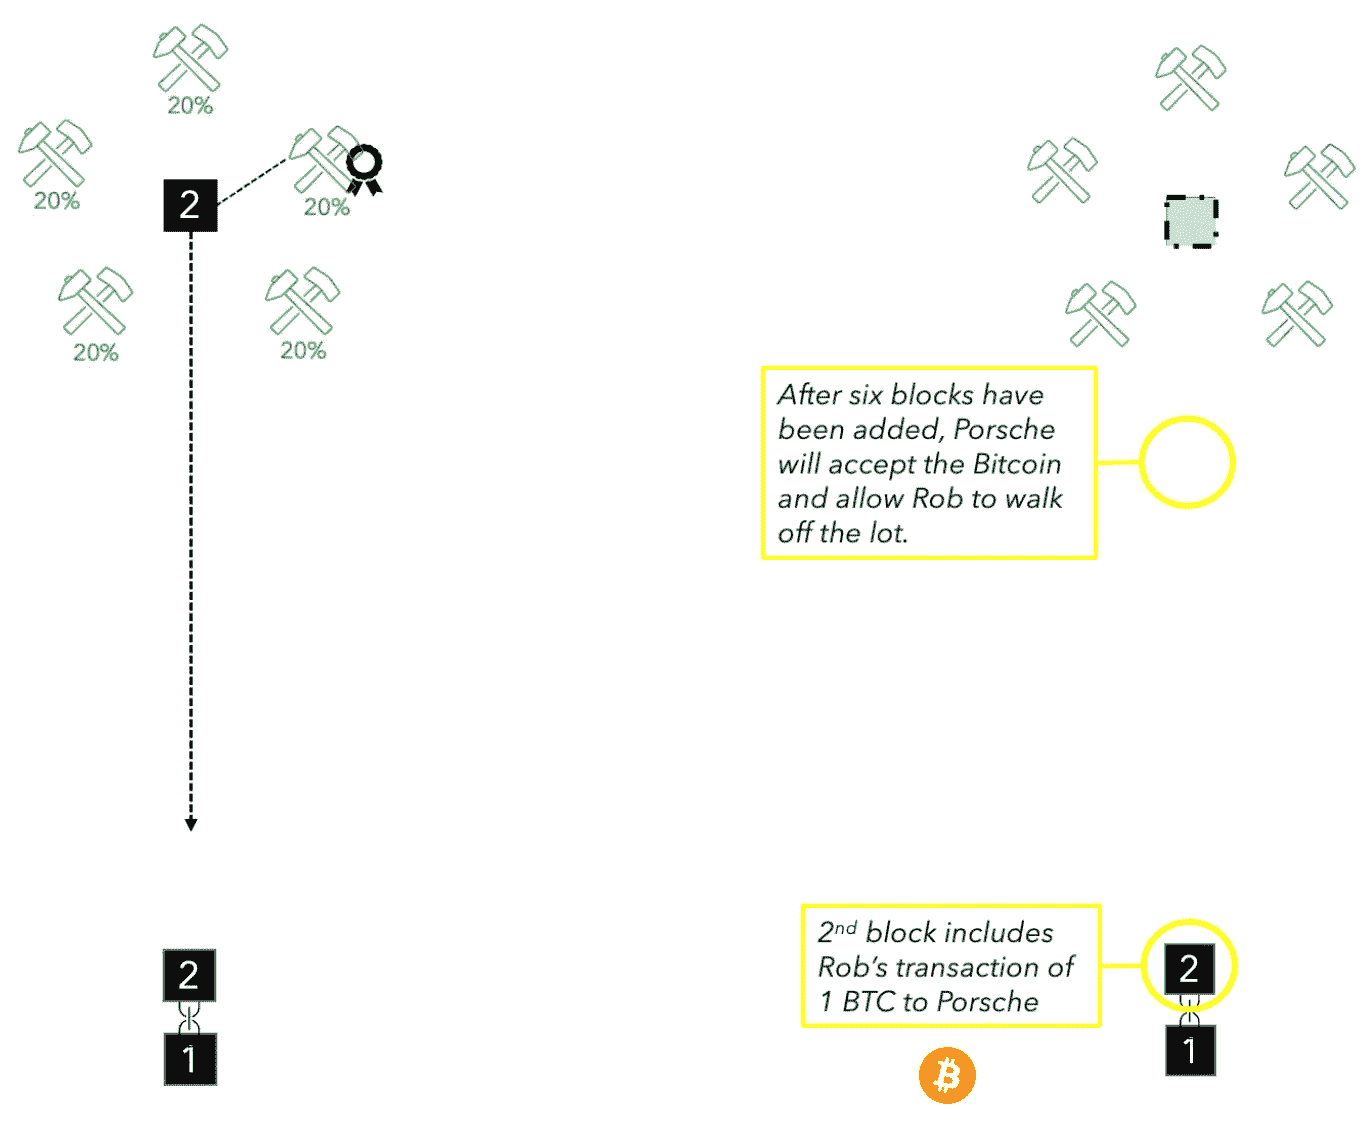 20%
20%
20%
2
20%
20%
After six blocks have
been added, Porsche
will accept the Bitcoin
and allow Rob to walk
off the lot.
2
1
2nd block includes
Rob's transaction of
1 BTC to Porsche
2
1
₿